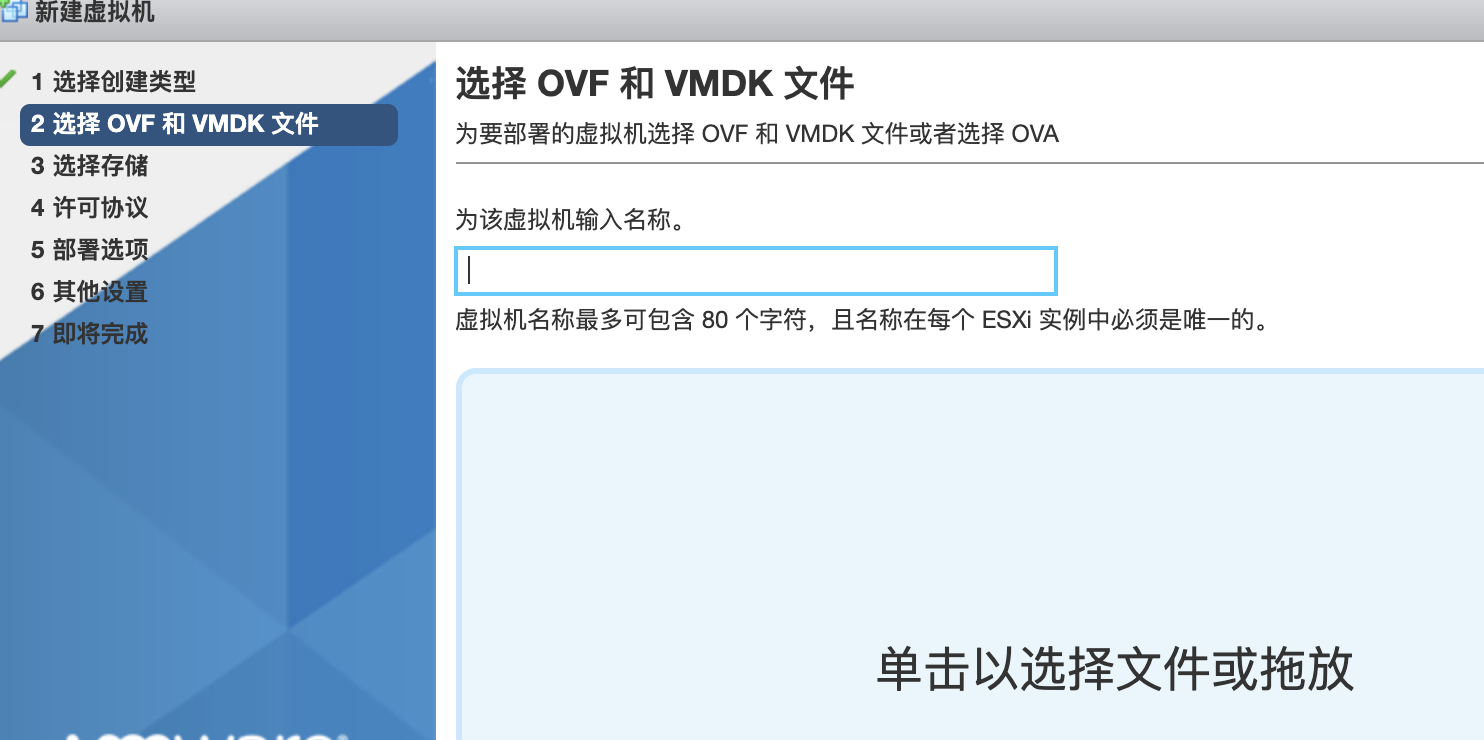 新建虚拟机
1 选择创建类型
2 选择 OVF 和 VMDK 文件
3 选择存储
4 许可协议
5 部署选项
6 其他设置
7 即将完成
选择 OVF 和 VMDK 文件
为要部署的虚拟机选择 OVF 和 VMDK 文件或者选择 OVA
为该虚拟机输入名称。
虚拟机名称最多可包含 80 个字符，且名称在每个 ESXi 实例中必须是唯一的。
单击以选择文件或拖放